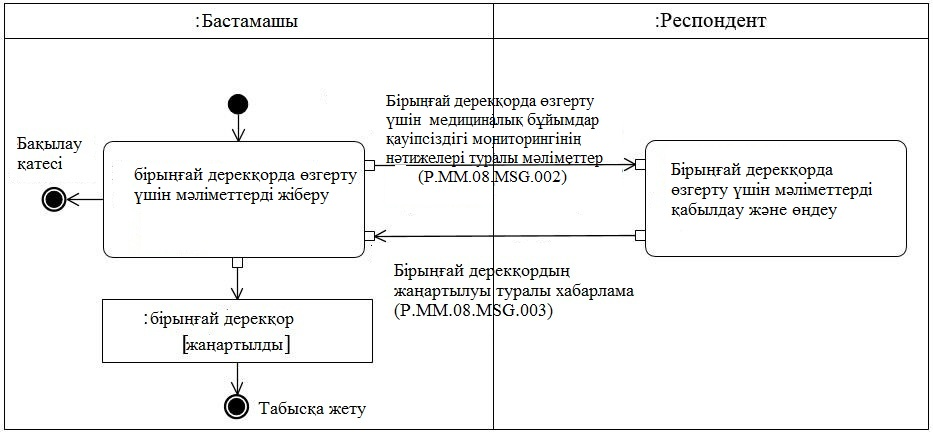 :Бастамашы
:Респондент
Бақылау
қатесі
бірыңғай дерекқорда өзгерту
үшін мәліметтерді жіберу
Бірыңғай дерекқорда өзгерту
үшін медициналық бұйымдар
қауіпсіздігі мониторингінің
нәтижелері туралы мәліметтер
(P.MM.08.MSG.002)
Бірыңғай дерекқорда
өзгерту үшін мәліметтерді
қабылдау және өңдеу
Бірыңғай дерекқордың
жаңартылуы туралы хабарлама
(P.MM.08.MSG.003)
:бірыңғай дерекқор
[жаңартылды]
Табысқа жету